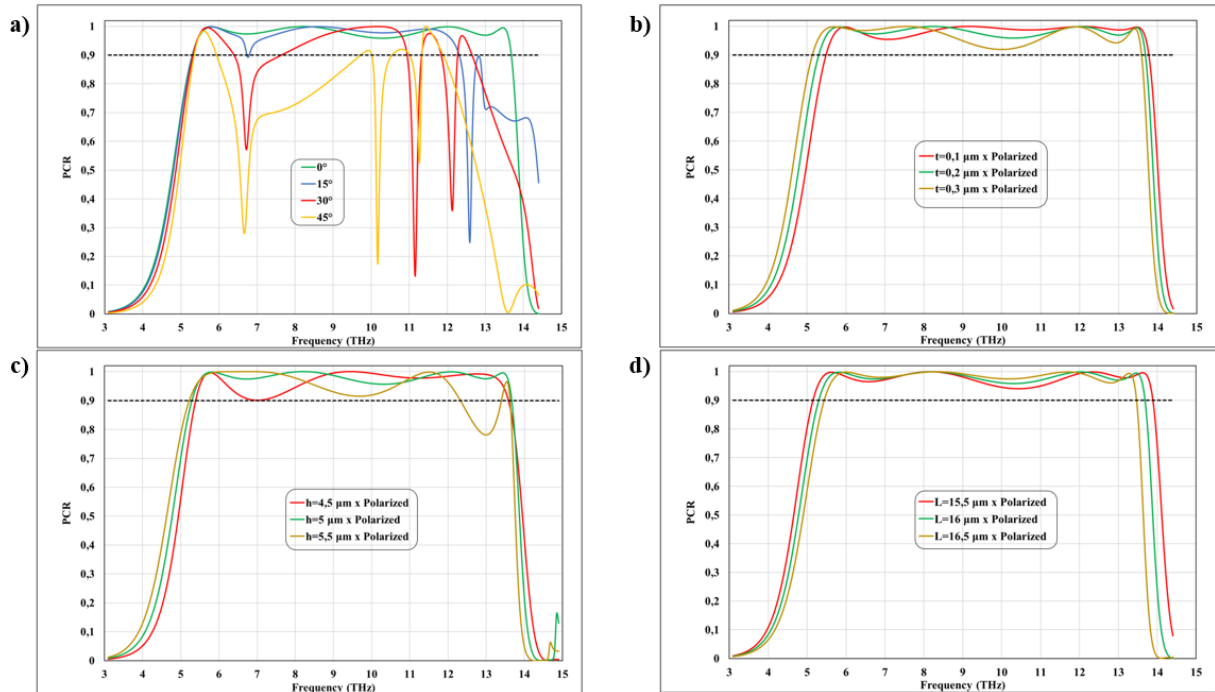 a)
PCR
1
0,9
0,8
0,7
0,6
0,5
0,4
0,3
0,2
0,1
0
0°
15°
30°
45°
3 4 5 6 7 8 9 10 11 12 13 14 15
Frequency (THz)
b)
PCR
1
0,9
0,8
0,7
0,6
0,5
0,4
0,3
0,2
0,1
0
t=0,1 µm x Polarized
t=0,2 µm x Polarized
t=0,3 µm x Polarized
3 4 5 6 7 8 9 10 11 12 13 14 15
Frequency (THz)
c)
PCR
1
0,9
0,8
0,7
0,6
0,5
0,4
0,3
0,2
0,1
0
h=4,5 µm x Polarized
h=5 µm x Polarized
h=5,5 µm x Polarized
3 4 5 6 7 8 9 10 11 12 13 14 15
Frequency (THz)
d)
PCR
1
0,9
0,8
0,7
0,6
0,5
0,4
0,3
0,2
0,1
0
L=15,5 µm x Polarized
L=16 µm x Polarized
L=16,5 µm x Polarized
3 4 5 6 7 8 9 10 11 12 13 14 15
Frequency (THz)